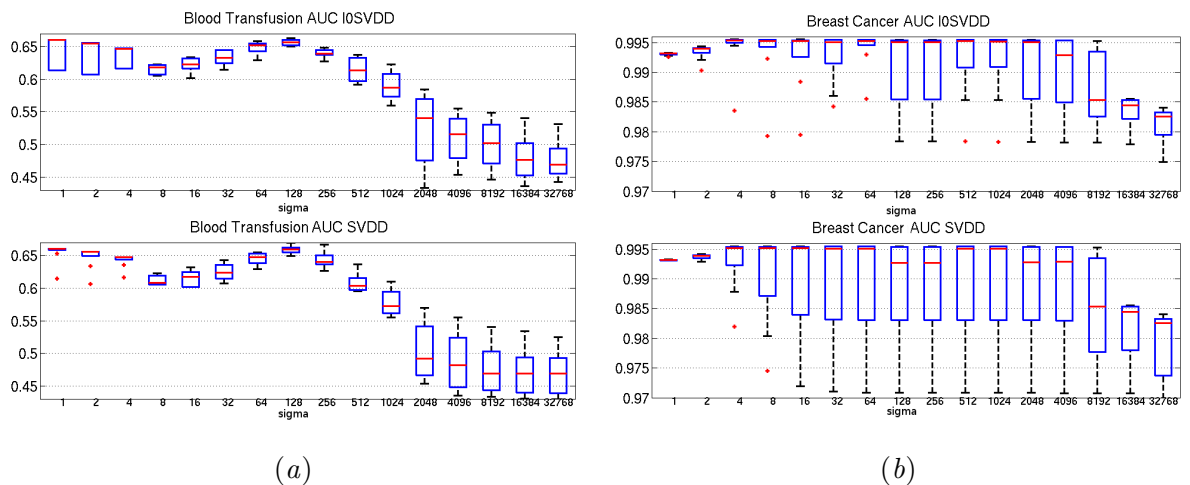 Blood Transfusion AUC l0SVDD
0.65
0.6
0.55
0.5
0.45
1 2 4 8 16 32 64 128 256 512 1024 2048 4096 8192 16384 32768
sigma
Blood Transfusion AUC SVDD
0.65
0.6
0.55
0.5
0.45
1 2 4 8 16 32 64 128 256 512 1024 2048 4096 8192 16384 32768
sigma
(a)
Breast Cancer AUC l0SVDD
0.995
0.99
0.985
0.98
0.975
0.97
1 2 4 8 16 32 64 128 256 512 1024 2048 4096 8192 16384 32768
sigma
Breast Cancer AUC SVDD
0.995
0.99
0.985
0.98
0.975
0.97
1 2 4 8 16 32 64 128 256 512 1024 2048 4096 8192 16384 32768
sigma
(b)